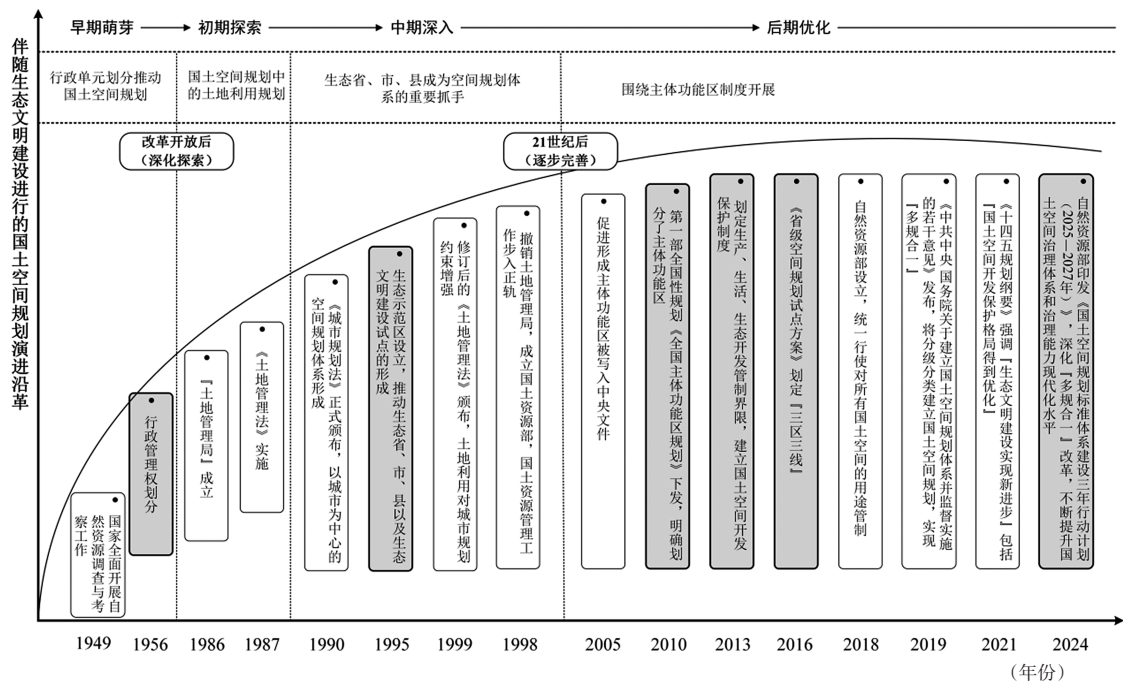 早期萌芽
初期探索
中期深入
后期优化
伴随生态文明建设进行的国土空间规划演进沿革
行政单元划分推动
国土空间规划
国土空间规划中
的土地利用规划
生态省、市、县成为空间规划体
系的重要抓手
围绕主体功能区制度开展
改革开放后
（深化探索）
21世纪后
（逐步完善）
国家全面开展自
然资源调查与考
察工作
行政管理权划分
『土地管理局』成立
《土地管理法》实施
《城市规划法》正式颁布，以城市为中心的
空间规划体系形成
生态示范区设立，推动生态省、市、县以及生态
文明建设试点的形成
修订后的《土地管理法》颁布，土地利用对城市规划
约束增强
撤销土地管理局，成立国土资源部，国土资源管理工
作步入正轨
促进形成主体功能区被写入中央文件
第一部全国性规划《全国主体功能区规划》下发，明确划
分了主体功能区
划定生产、生活、生态开发管制界限，建立国土空间开发
保护制度
《省级空间规划试点方案》划定『三区三线』
自然资源部设立，统一行使对所有国土空间的用途管制
《中共中央 国务院关于建立国土空间规划体系并监督实施
的若干意见》发布，将分级分类建立国土空间规划，实现
『多规合一』
《十四五规划纲要》强调『生态文明建设实现新进步』包括
『国土空间开发保护格局得到优化』
自然资源部印发《国土空间规划标准体系建设三年行动计划
（2025—2027年）》，深化『多规合一』改革，不断提升国
土空间治理体系和治理能力现代化水平
1949
1956
1986
1987
1990
1995
1999
1998
2005
2010
2013
2016
2018
2019
2021
2024
（年份）